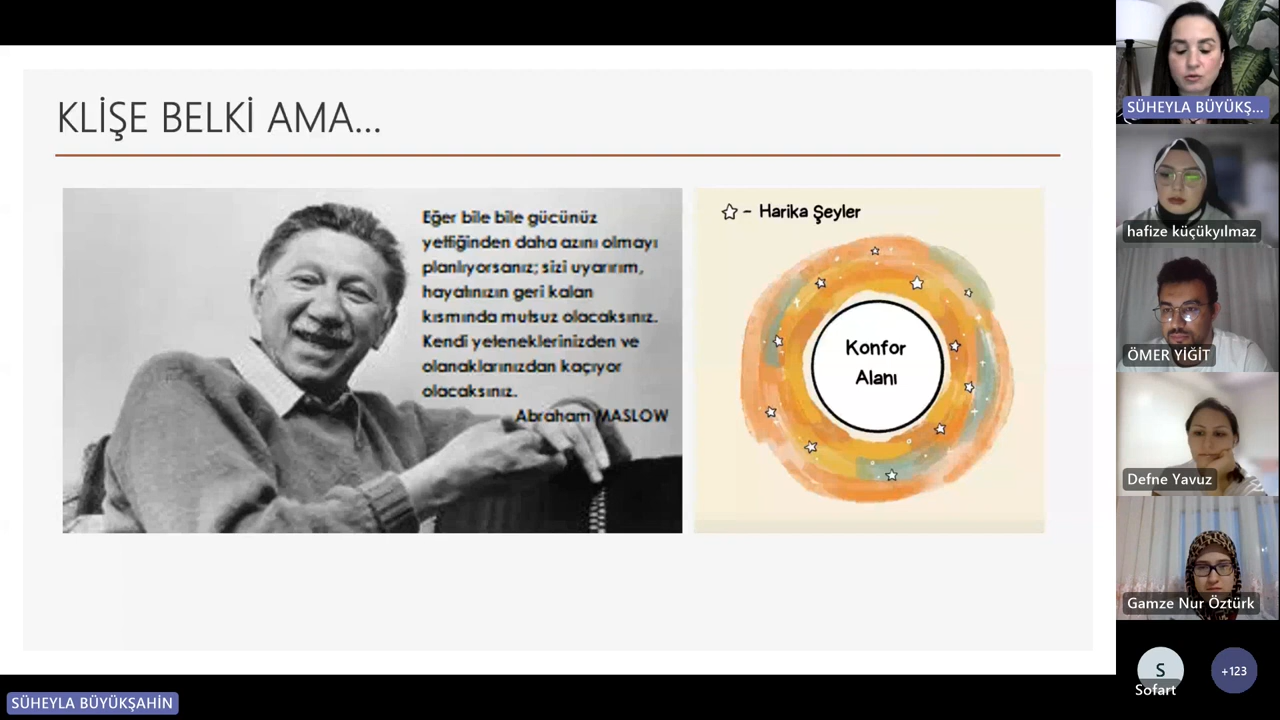 KLİŞE BELKİ AMA...
Eğer bile bile gücünüz
yettiğinden daha azını olmayı
planlıyorsanız; sizi uyarırım,
hayatınızın geri kalan
kısmında mutsuz olacaksınız.
Kendi yeteneklerinizden ve
olanaklarınızdan kaçıyor
olacaksınız.
Abraham MASLOW
- Harika Şeyler
Konfor
Alanı
SÜHEYLA BÜYÜKŞ...
hafize küçükyılmaz
ÖMER YİĞİT
Defne Yavuz
Gamze Nur Öztürk
S
Sofart
+123
SÜHEYLA BÜYÜKŞAHİN